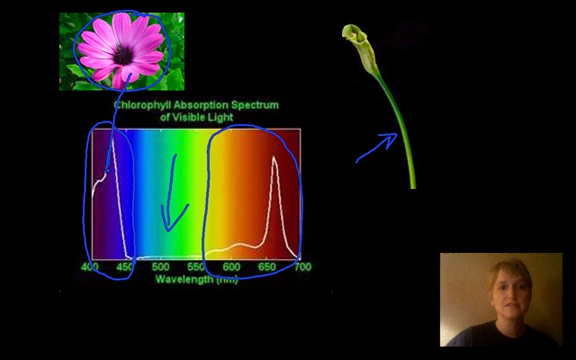 Chlorophyll Absorption Spectrum
of Visible Light
400 450 500 550 600 650 700
Wavelength (nm)